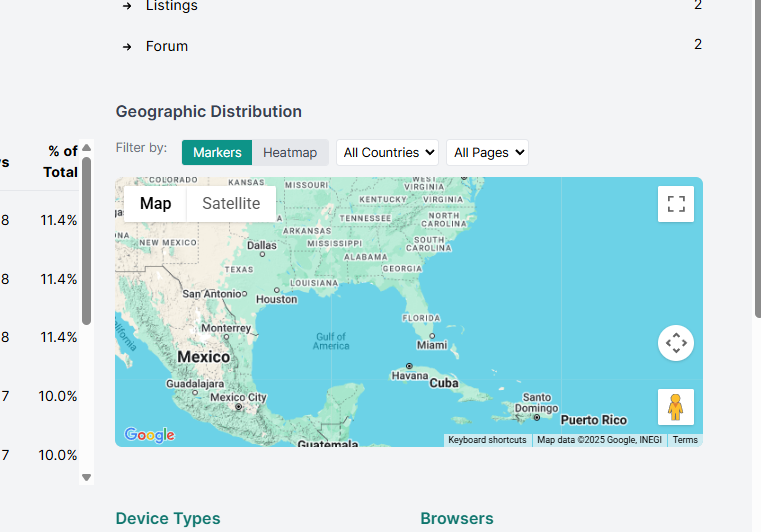 Listings 2
Forum 2
Geographic Distribution
Filter by: Markers Heatmap All Countries All Pages
% of
Total
8 11.4%
8 11.4%
8 11.4%
7 10.0%
7 10.0%
Map Satellite
COLORADO
KANSAS
MISSOURI
WEST
VIRGINIA
KENTUCKY
VIRGINIA
TENNESSEE
NORTH
CAROLINA
ARKANSAS
NEW MEXICO
MISSISSIPPI
SOUTH
CAROLINA
Dallas
ALABAMA
GEORGIA
TEXAS
LOUISIANA
San Antonio
Houston
FLORIDA
Monterrey
Gulf of
America
Miami
Mexico
Havana
Cuba
Guadalajara
Mexico City
Santo
Domingo
Puerto Rico
Guatemala
Google
Keyboard shortcuts Map data ©2025 Google, INEGI Terms
Device Types
Browsers